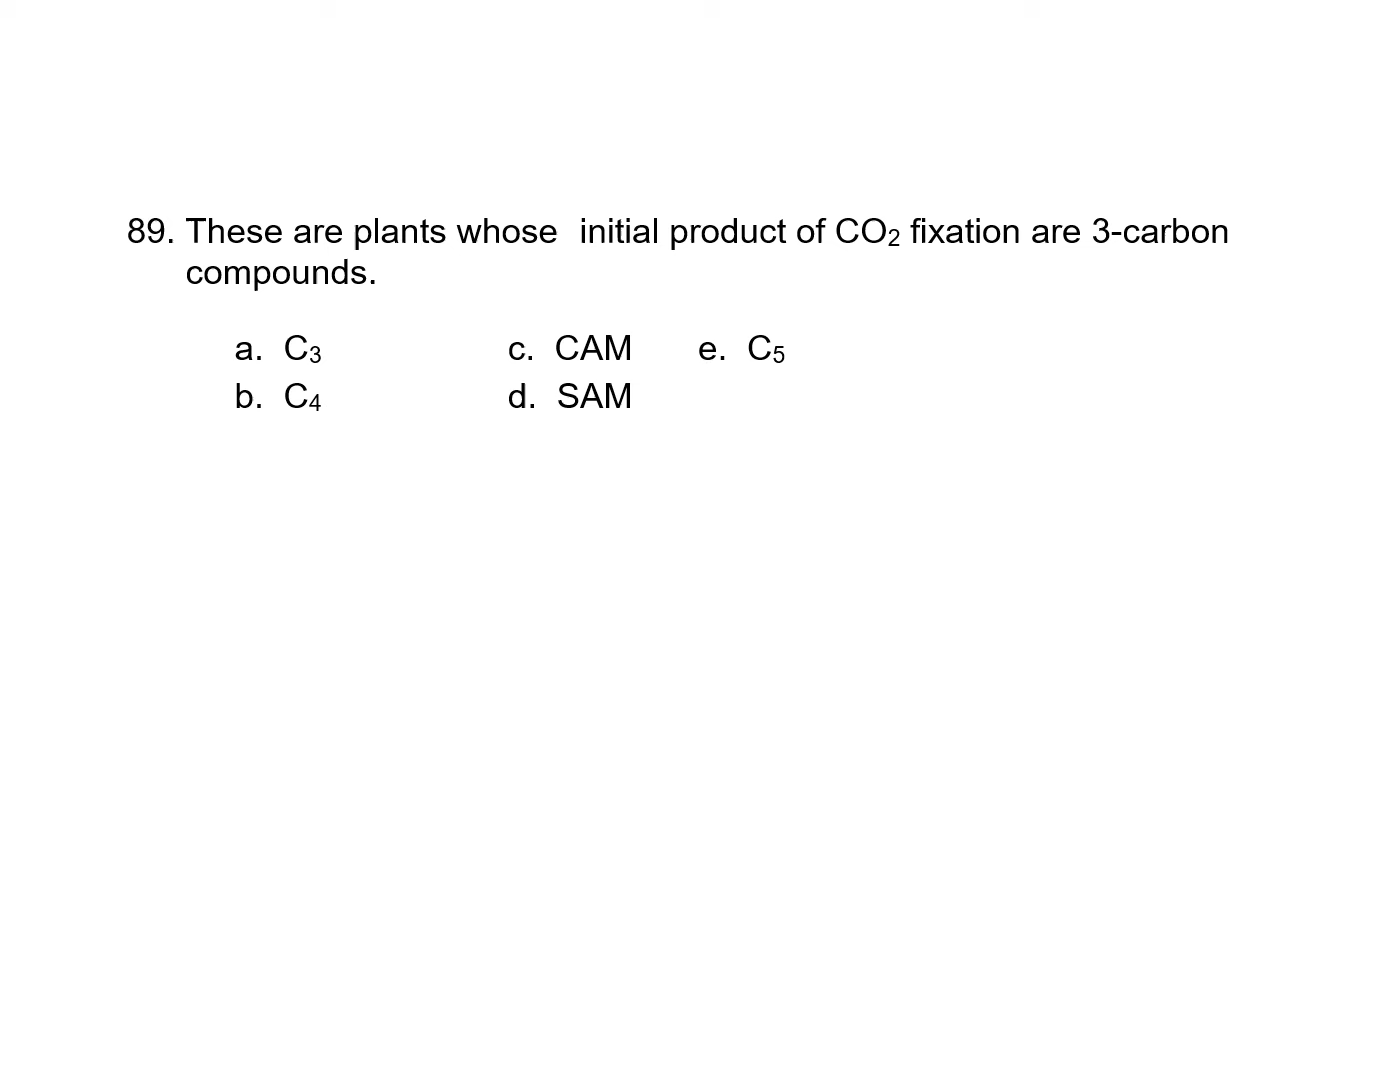 89. These are plants whose  initial product of CO₂ fixation are 3-carbon
compounds.
a. C₃ c. CAM e. C₅
b. C₄ d. SAM